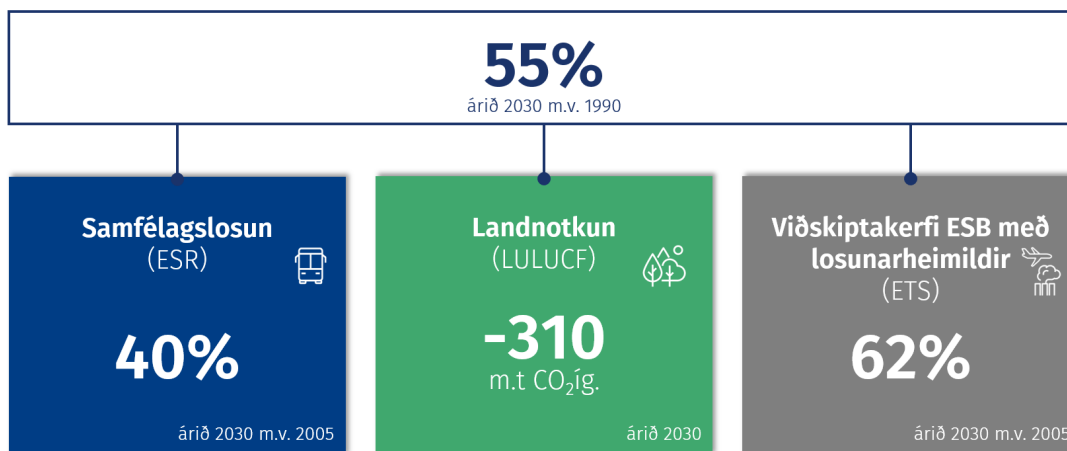 55%
árið 2030 m.v. 1990
Samfélagslosun
(ESR)
40%
árið 2030 m.v. 2005
Landnotkun
(LULUCF)
-310
m.t CO₂íg.
árið 2030
Viðskiptakerfi ESB með
losunarheimildir
(ETS)
62%
árið 2030 m.v. 2005